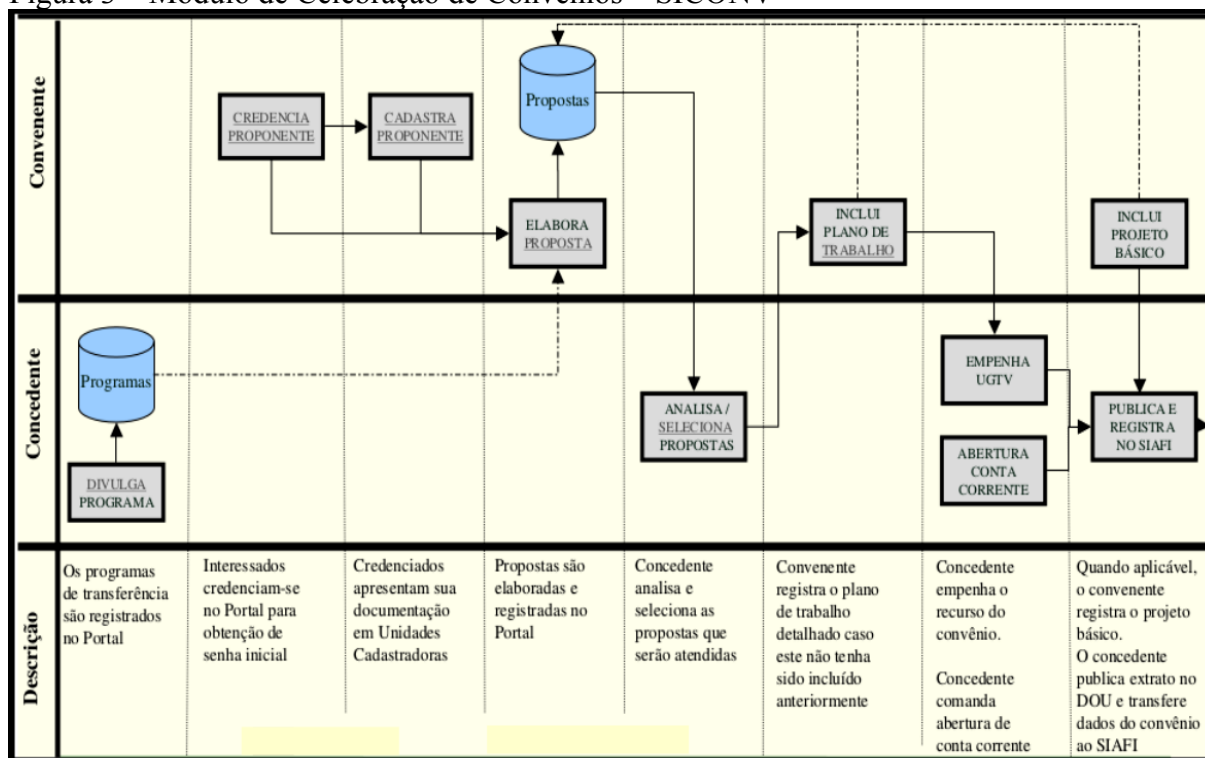 Figura 3 – Módulo de Celebração de Convênios – SICONV
Convenente
CREDENCIA
PROPONENTE
CADASTRA
PROPONENTE
Propostas
ELABORA
PROPOSTA
INCLUI
PLANO DE
TRABALHO
INCLUI
PROJETO
BÁSICO
Concedente
Programas
DIVULGA
PROGRAMA
ANALISA /
SELECIONA
PROPOSTAS
EMPENHA
UGTV
ABERTURA
CONTA
CORRENTE
PUBLICA E
REGISTRA
NO SIAFI
Descrição
Os programas
de transferência
são registrados
no Portal
Interessados
credenciam-se
no Portal para
obtenção de
senha inicial
Credenciados
apresentam sua
documentação
em Unidades
Cadastradoras
Propostas são
elaboradas e
registradas no
Portal
Concedente
analisa e
seleciona as
propostas que
serão atendidas
Convenente
registra o plano
de trabalho
detalhado caso
este não tenha
sido incluído
anteriormente
Concedente
empenha o
recurso do
convênio.
Concedente
comanda
abertura de
conta corrente
Quando aplicável,
o convenente
registra o projeto
básico.
O concedente
publica extrato no
DOU e transfere
dados do convênio
ao SIAFI